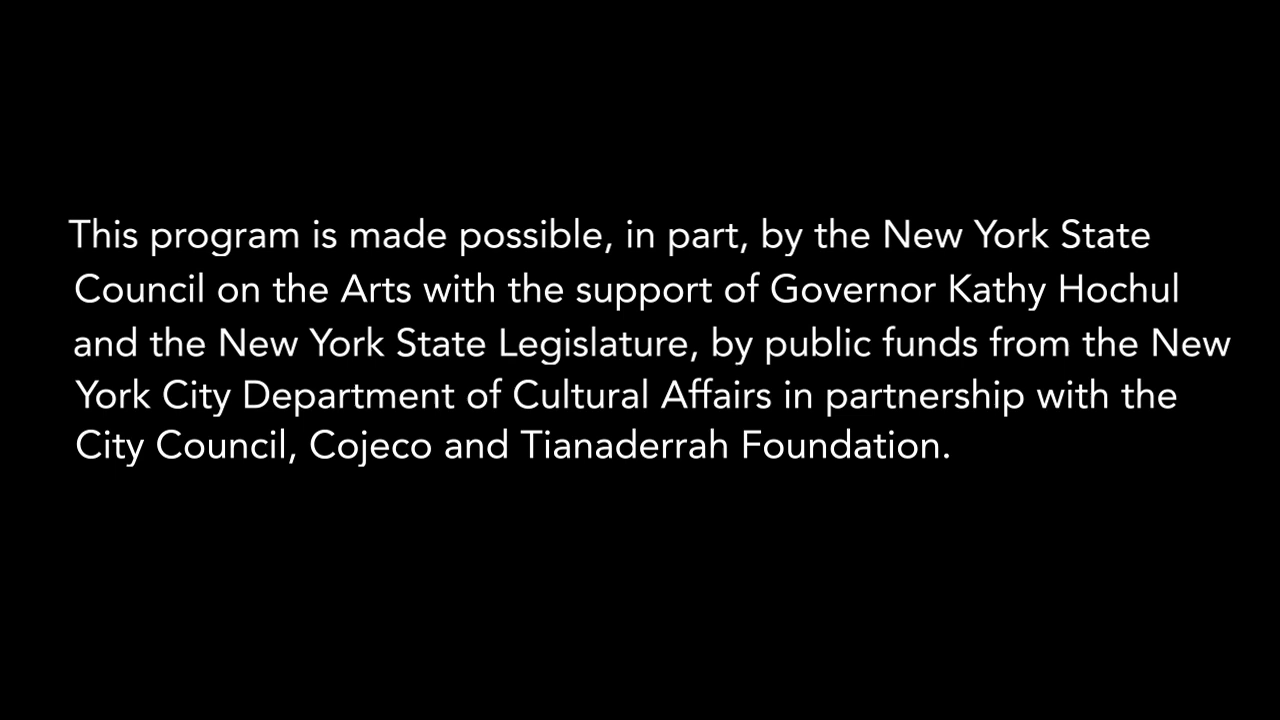 This program is made possible, in part, by the New York State
Council on the Arts with the support of Governor Kathy Hochul
and the New York State Legislature, by public funds from the New
York City Department of Cultural Affairs in partnership with the
City Council, Cojeco and Tianaderrah Foundation.